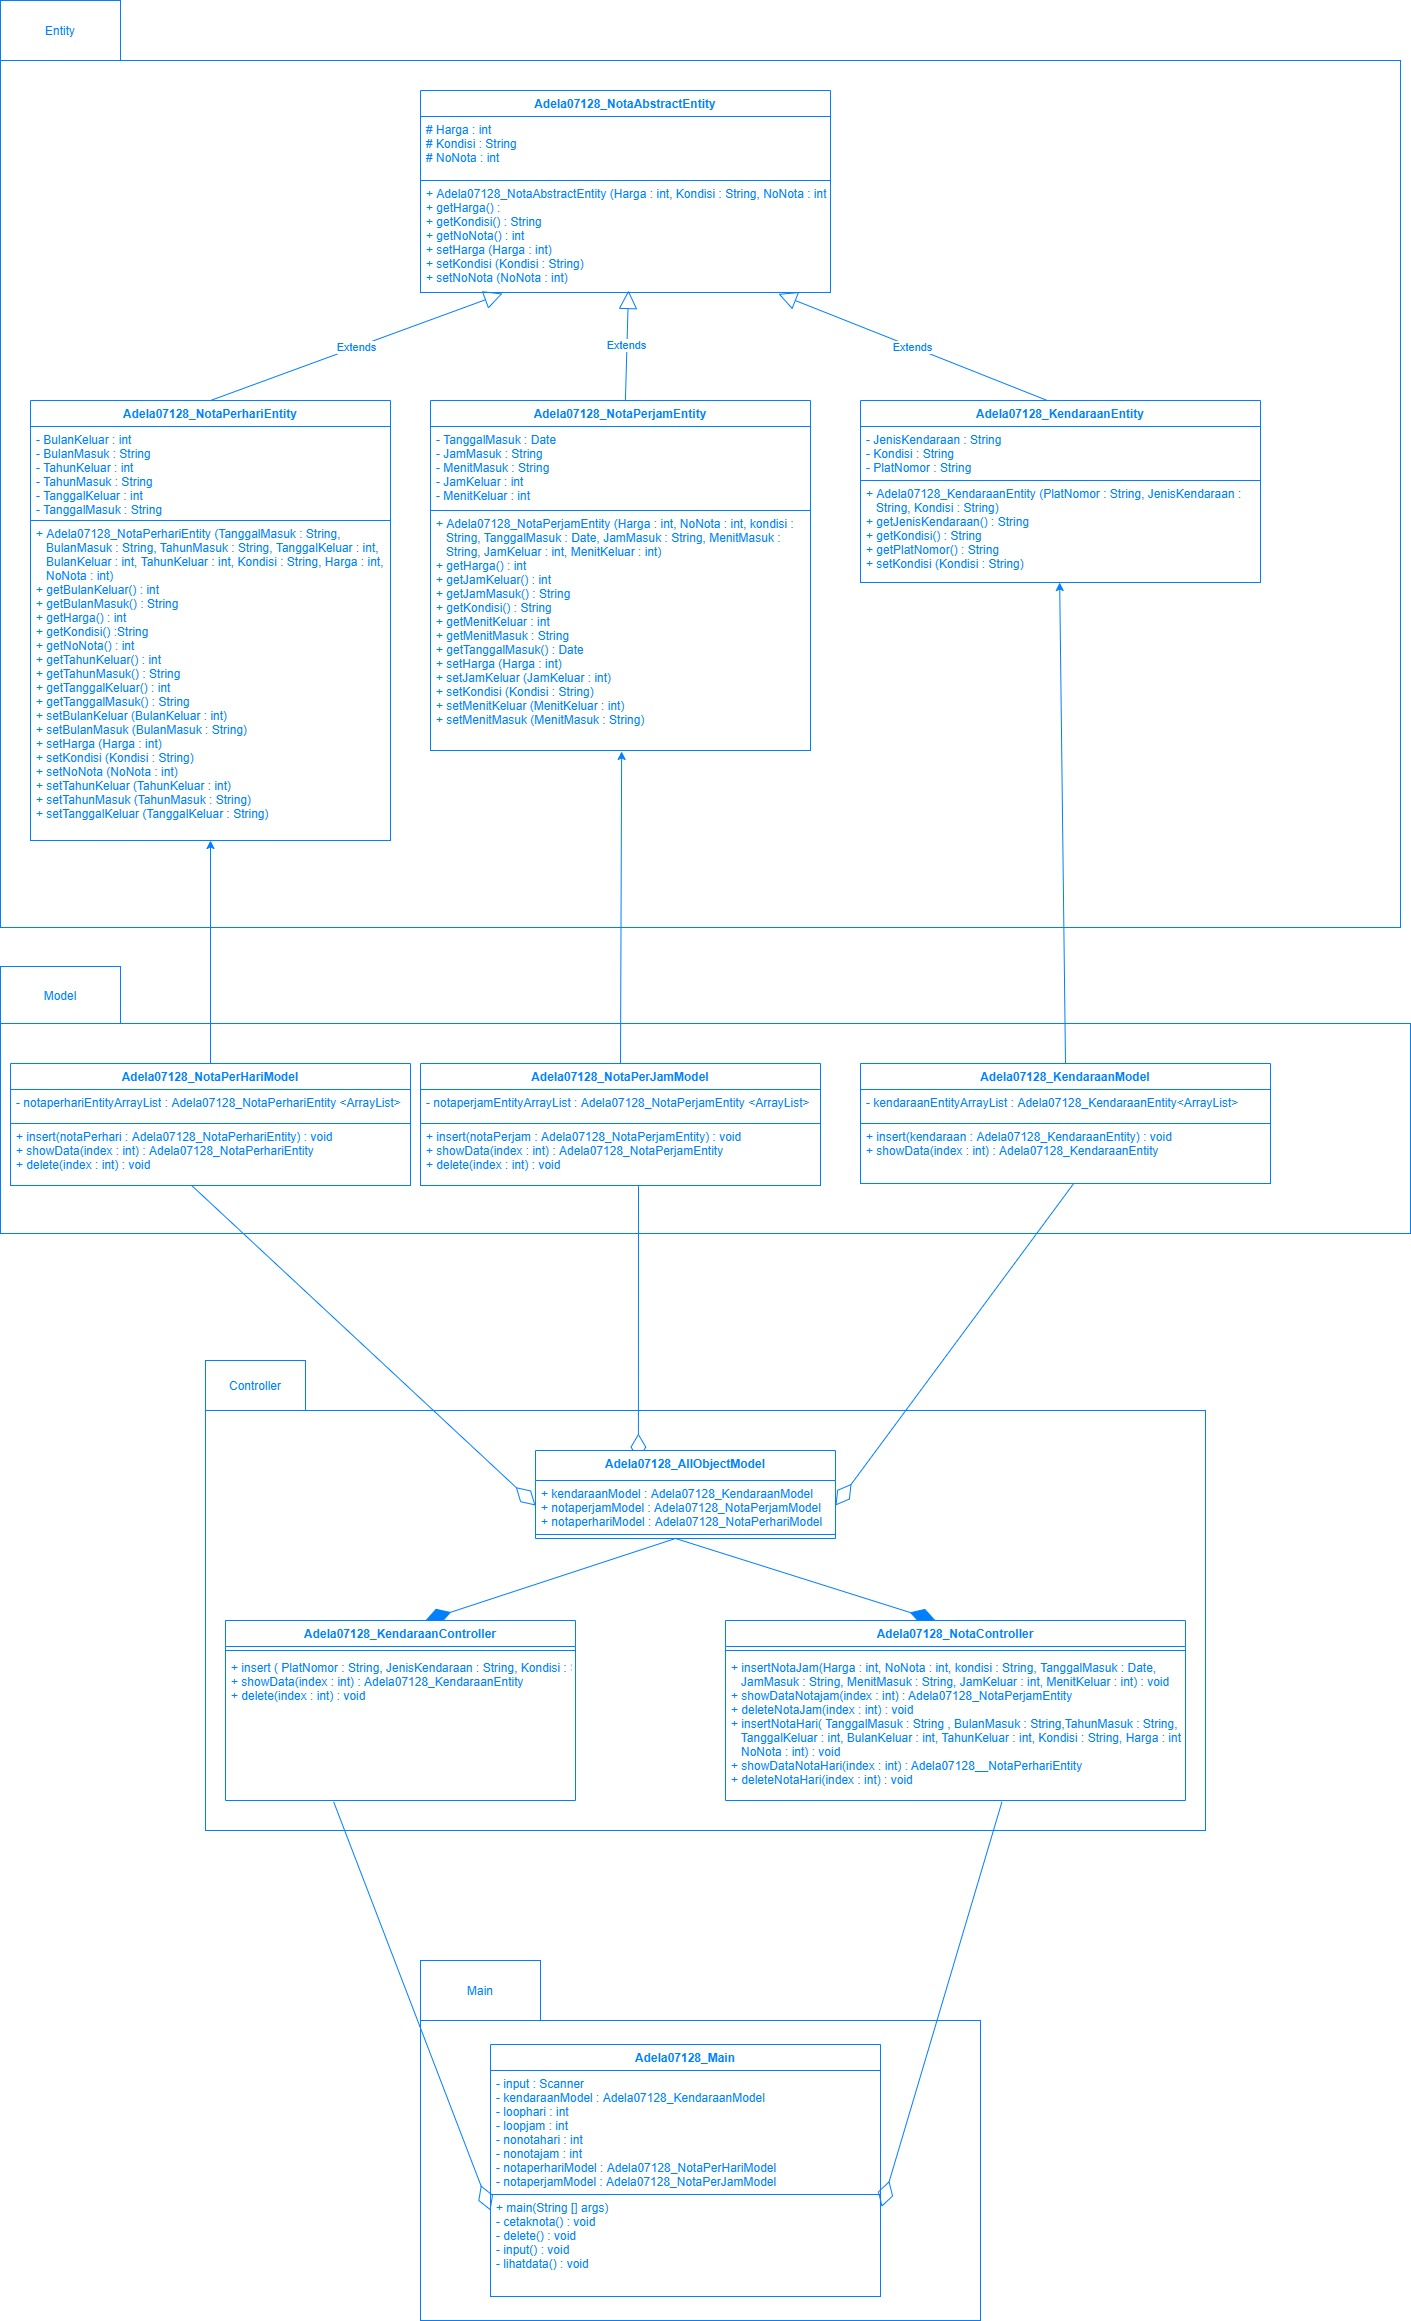 Entity
Adela07128_NotaAbstractEntity
# Harga : int
# Kondisi : String
# NoNota : int
+ Adela07128_NotaAbstractEntity (Harga : int, Kondisi : String, NoNota : int
+ getHarga() :
+ getKondisi() : String
+ getNoNota() : int
+ setHarga (Harga : int)
+ setKondisi (Kondisi : String)
+ setNoNota (NoNota : int)
Extends
Extends
Extends
Adela07128_NotaPerhariEntity
- BulanKeluar : int
- BulanMasuk : String
- TahunKeluar : int
- TahunMasuk : String
- TanggalKeluar : int
- TanggalMasuk : String
+ Adela07128_NotaPerhariEntity (TanggalMasuk : String,
BulanMasuk : String, TahunMasuk : String, TanggalKeluar : int,
BulanKeluar : int, TahunKeluar : int, Kondisi : String, Harga : int,
NoNota : int)
+ getBulanKeluar() : int
+ getBulanMasuk() : String
+ getHarga() : int
+ getKondisi() :String
+ getNoNota() : int
+ getTahunKeluar() : int
+ getTahunMasuk() : String
+ getTanggalKeluar() : int
+ getTanggalMasuk() : String
+ setBulanKeluar (BulanKeluar : int)
+ setBulanMasuk (BulanMasuk : String)
+ setHarga (Harga : int)
+ setKondisi (Kondisi : String)
+ setNoNota (NoNota : int)
+ setTahunKeluar (TahunKeluar : int)
+ setTahunMasuk (TahunMasuk : String)
+ setTanggalKeluar (TanggalKeluar : String)
Adela07128_NotaPerjamEntity
- TanggalMasuk : Date
- JamMasuk : String
- MenitMasuk : String
- JamKeluar : int
- MenitKeluar : int
+ Adela07128_NotaPerjamEntity (Harga : int, NoNota : int, kondisi :
String, TanggalMasuk : Date, JamMasuk : String, MenitMasuk :
String, JamKeluar : int, MenitKeluar : int)
+ getHarga() : int
+ getJamKeluar() : int
+ getJamMasuk() : String
+ getKondisi() : String
+ getMenitKeluar : int
+ getMenitMasuk : String
+ getTanggalMasuk() : Date
+ setHarga (Harga : int)
+ setJamKeluar (JamKeluar : int)
+ setKondisi (Kondisi : String)
+ setMenitKeluar (MenitKeluar : int)
+ setMenitMasuk (MenitMasuk : String)
Adela07128_KendaraanEntity
- JenisKendaraan : String
- Kondisi : String
- PlatNomor : String
+ Adela07128_KendaraanEntity (PlatNomor : String, JenisKendaraan :
String, Kondisi : String)
+ getJenisKendaraan() : String
+ getKondisi() : String
+ getPlatNomor() : String
+ setKondisi (Kondisi : String)
Model
Adela07128_NotaPerHariModel
- notaperhariEntityArrayList : Adela07128_NotaPerhariEntity <ArrayList>
+ insert(notaPerhari : Adela07128_NotaPerhariEntity) : void
+ showData(index : int) : Adela07128_NotaPerhariEntity
+ delete(index : int) : void
Adela07128_NotaPerJamModel
- notaperjamEntityArrayList : Adela07128_NotaPerjamEntity <ArrayList>
+ insert(notaPerjam : Adela07128_NotaPerjamEntity) : void
+ showData(index : int) : Adela07128_NotaPerjamEntity
+ delete(index : int) : void
Adela07128_KendaraanModel
- kendaraanEntityArrayList : Adela07128_KendaraanEntity<ArrayList>
+ insert(kendaraan : Adela07128_KendaraanEntity) : void
+ showData(index : int) : Adela07128_KendaraanEntity
Controller
Adela07128_AllObjectModel
+ kendaraanModel : Adela07128_KendaraanModel
+ notaperjamModel : Adela07128_NotaPerjamModel
+ notaperhariModel : Adela07128_NotaPerhariModel
Adela07128_KendaraanController
+ insert ( PlatNomor : String, JenisKendaraan : String, Kondisi :
+ showData(index : int) : Adela07128_KendaraanEntity
+ delete(index : int) : void
Adela07128_NotaController
+ insertNotaJam(Harga : int, NoNota : int, kondisi : String, TanggalMasuk : Date,
JamMasuk : String, MenitMasuk : String, JamKeluar : int, MenitKeluar : int) : void
+ showDataNotajam(index : int) : Adela07128_NotaPerjamEntity
+ deleteNotaJam(index : int) : void
+ insertNotaHari( TanggalMasuk : String , BulanMasuk : String,TahunMasuk : String,
TanggalKeluar : int, BulanKeluar : int, TahunKeluar : int, Kondisi : String, Harga : int
NoNota : int) : void
+ showDataNotaHari(index : int) : Adela07128__NotaPerhariEntity
+ deleteNotaHari(index : int) : void
Main
Adela07128_Main
- input : Scanner
- kendaraanModel : Adela07128_KendaraanModel
- loophari : int
- loopjam : int
- nonotahari : int
- nonotajam : int
- notaperhariModel : Adela07128_NotaPerHariModel
- notaperjamModel : Adela07128_NotaPerJamModel
+ main(String [] args)
- cetaknota() : void
- delete() : void
- input() : void
- lihatdata() : void